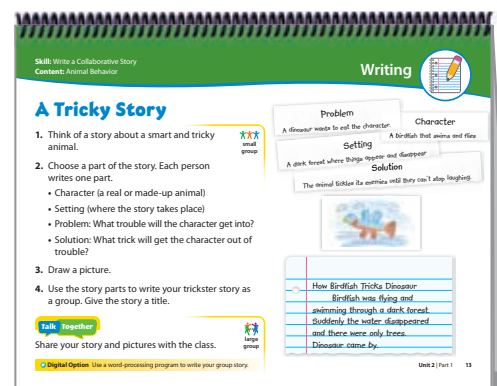 Skill: Write a Collaborative Story
Content: Animal Behavior
Writing
A Tricky Story
1. Think of a story about a smart and tricky
animal.
small
group
2. Choose a part of the story. Each person
writes one part.
• Character (a real or made-up animal)
• Setting (where the story takes place)
• Problem: What trouble will the character get into?
• Solution: What trick will get the character out of
trouble?
3. Draw a picture.
4. Use the story parts to write your trickster story as
a group. Give the story a title.
Talk Together
Share your story and pictures with the class.
large
group
Digital Option Use a word-processing program to write your group story.
Problem
A dinosaur wants to eat the character.
Character
A birdfish that swims and flies
Setting
A dark forest where things appear and disappear
Solution
The animal tickles its enemies until they can't stop laughing.
How Birdfish Tricks Dinosaur
Birdfish was flying and
swimming through a dark forest.
Suddenly the water disappeared
and there were only trees.
Dinosaur came by.
Unit 2 | Part 1 13